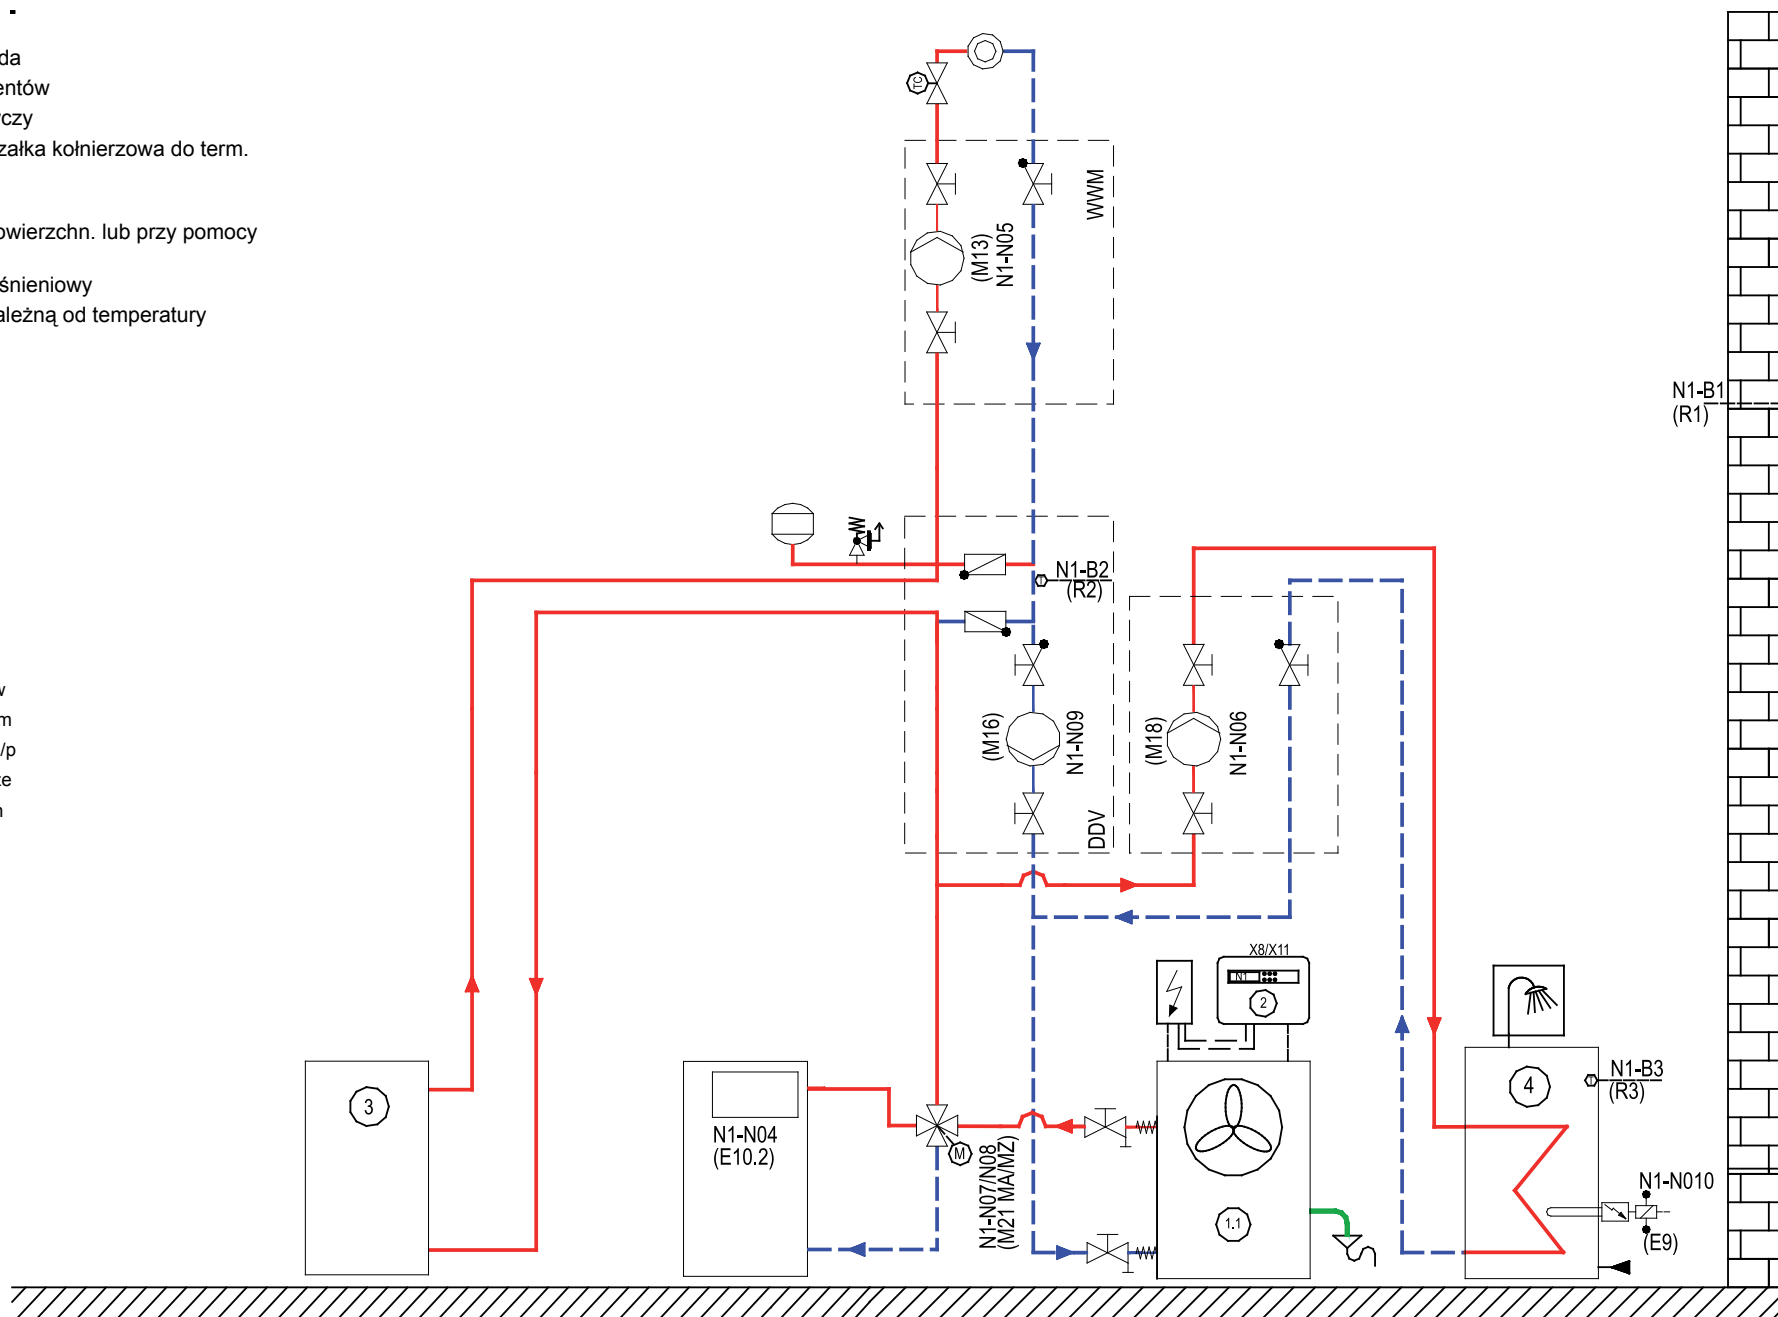 da
entów
czy
załka kołnierzowa do term.
owierzchn. lub przy pomocy
śnieniowy
ależną od temperatury
w
m
/p
te
n
TC
WWM
(M13)
N1-N05
N1-B1
(R1)
T
N1-B2
(R2)
(M16)
N1-N09
DDV
(M18)
N1-N06
X8/X11
N1
2
3
N1-N04
(E10.2)
M
N1-N07/N08
(M21 MA/MZ)
1.1
4
T
N1-B3
(R3)
N1-N010
(E9)